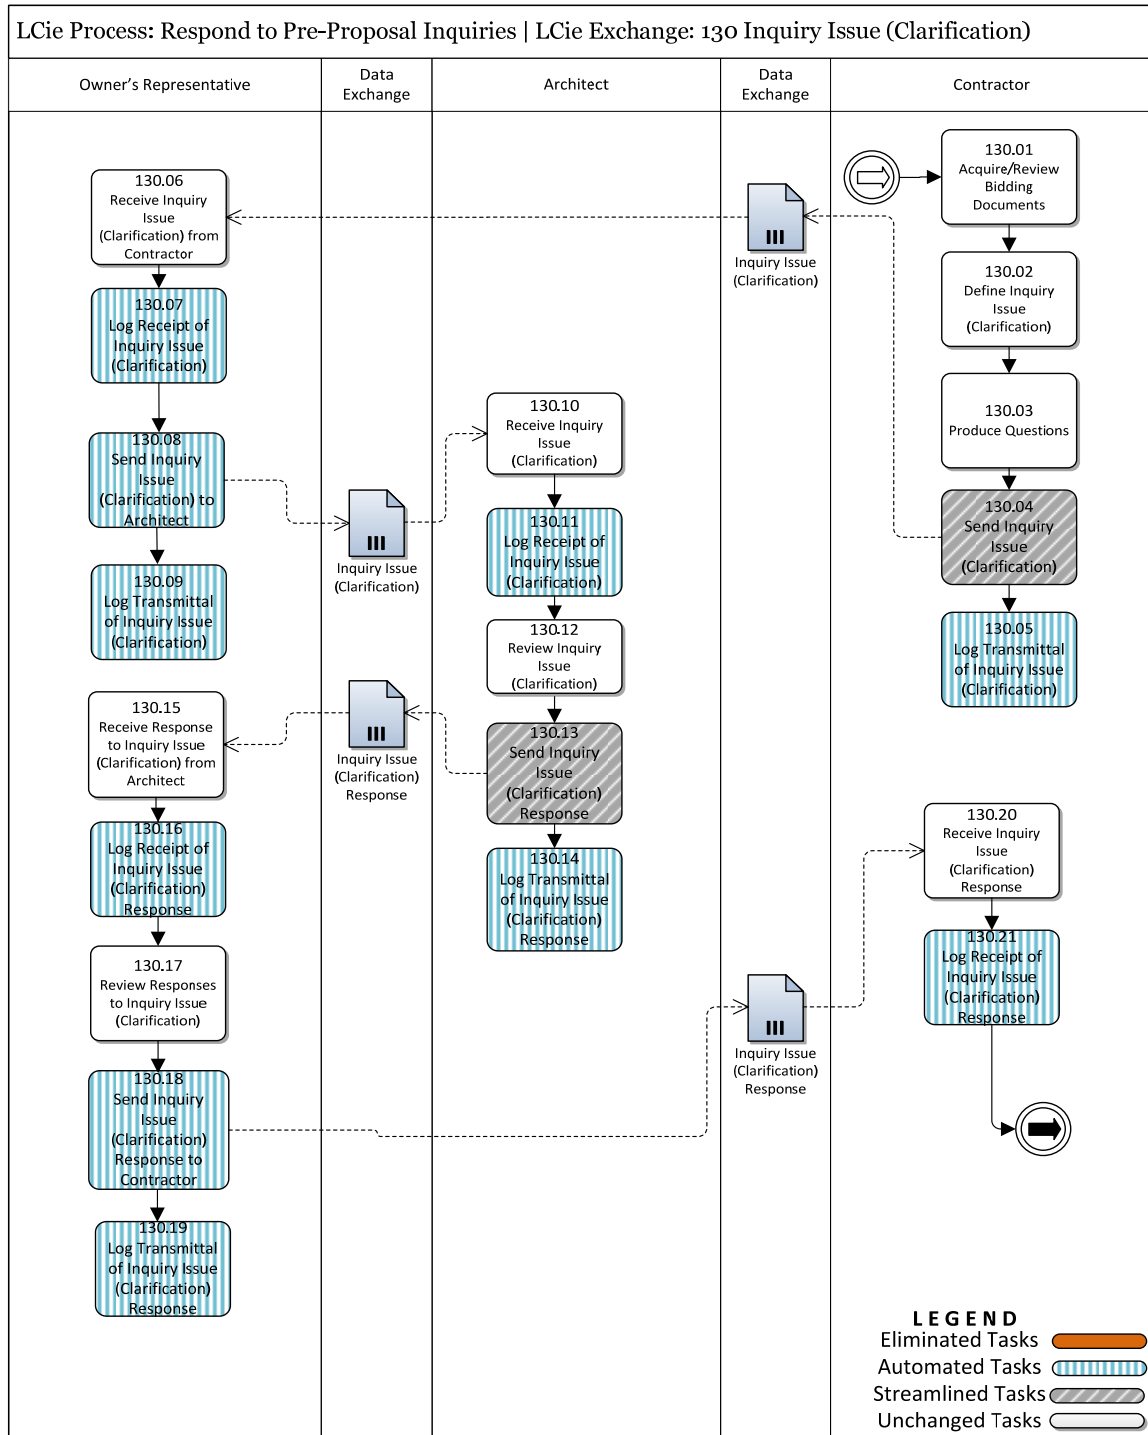 LCie Process: Respond to Pre-Proposal Inquiries | LCie Exchange: 130 Inquiry Issue (Clarification)
Owner's Representative
Data
Exchange
Architect
Data
Exchange
Contractor
130.06
Receive Inquiry
Issue
(Clarification) from
Contractor
130.07
Log Receipt of
Inquiry Issue
(Clarification)
130.08
Send Inquiry
Issue
(Clarification) to
Architect
130.09
Log Transmittal
of Inquiry Issue
(Clarification)
130.15
Receive Response
to Inquiry Issue
(Clarification) from
Architect
130.16
Log Receipt of
Inquiry Issue
(Clarification)
Response
130.17
Review Responses
to Inquiry Issue
(Clarification)
130.18
Send Inquiry
Issue
(Clarification)
Response to
Contractor
130.19
Log Transmittal
of Inquiry Issue
(Clarification)
Response
Inquiry Issue
(Clarification)
Inquiry Issue
(Clarification)
Response
130.10
Receive Inquiry
Issue
(Clarification)
130.11
Log Receipt of
Inquiry Issue
(Clarification)
130.12
Review Inquiry
Issue
(Clarification)
130.13
Send Inquiry
Issue
(Clarification)
Response
130.14
Log Transmittal
of Inquiry Issue
(Clarification)
Response
Inquiry Issue
(Clarification)
Inquiry Issue
(Clarification)
Response
130.01
Acquire/Review
Bidding
Documents
130.02
Define Inquiry
Issue
(Clarification)
130.03
Produce Questions
130.04
Send Inquiry
Issue
(Clarification)
130.05
Log Transmittal
of Inquiry Issue
(Clarification)
130.20
Receive Inquiry
Issue
(Clarification)
Response
130.21
Log Receipt of
Inquiry Issue
(Clarification)
Response
LEGEND
Eliminated Tasks
Automated Tasks
Streamlined Tasks
Unchanged Tasks